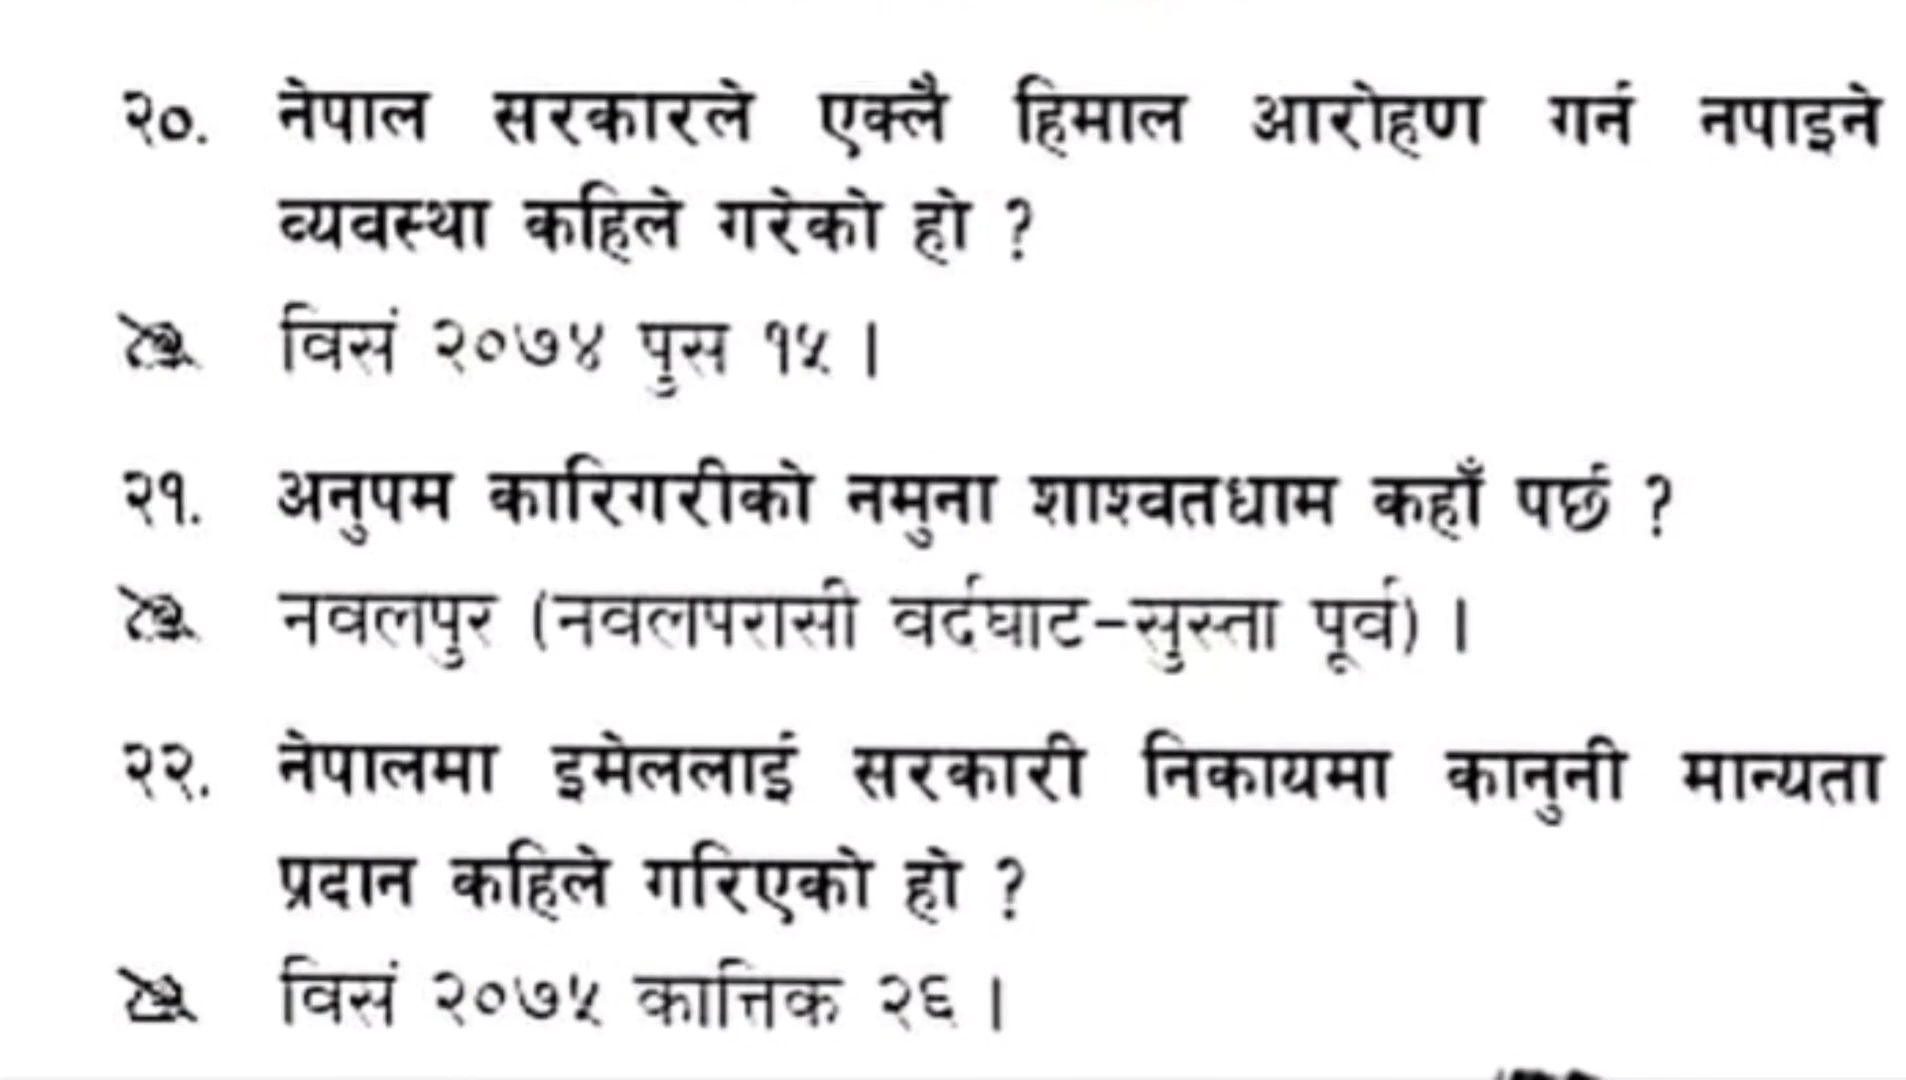 २०. नेपाल सरकारले एक्लै हिमाल आरोहण गर्न नपाइने
व्यवस्था कहिले गरेको हो ?
विसं २०७४ पुस १५ ।
२१. अनुपम कारिगरीको नमुना शाश्वतधाम कहाँ पर्छ ?
नवलपुर (नवलपरासी वर्दघाट-सुस्ता पूर्व) ।
२२. नेपालमा इमेललाई सरकारी निकायमा कानुनी मान्यता
प्रदान कहिले गरिएको हो ?
विसं २०७५ कात्तिक २६ ।